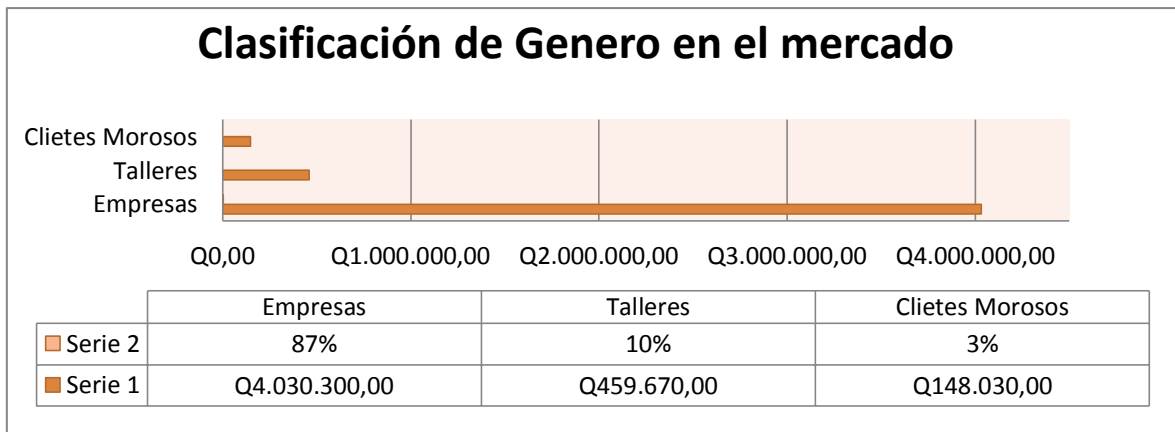 Clasificación de Genero en el mercado
Clietes Morosos
Talleres
Empresas
Q0,00 Q1.000.000,00 Q2.000.000,00 Q3.000.000,00 Q4.000.000,00
Empresas Talleres Clietes Morosos
Serie 2 87% 10% 3%
Serie 1 Q4.030.300,00 Q459.670,00 Q148.030,00